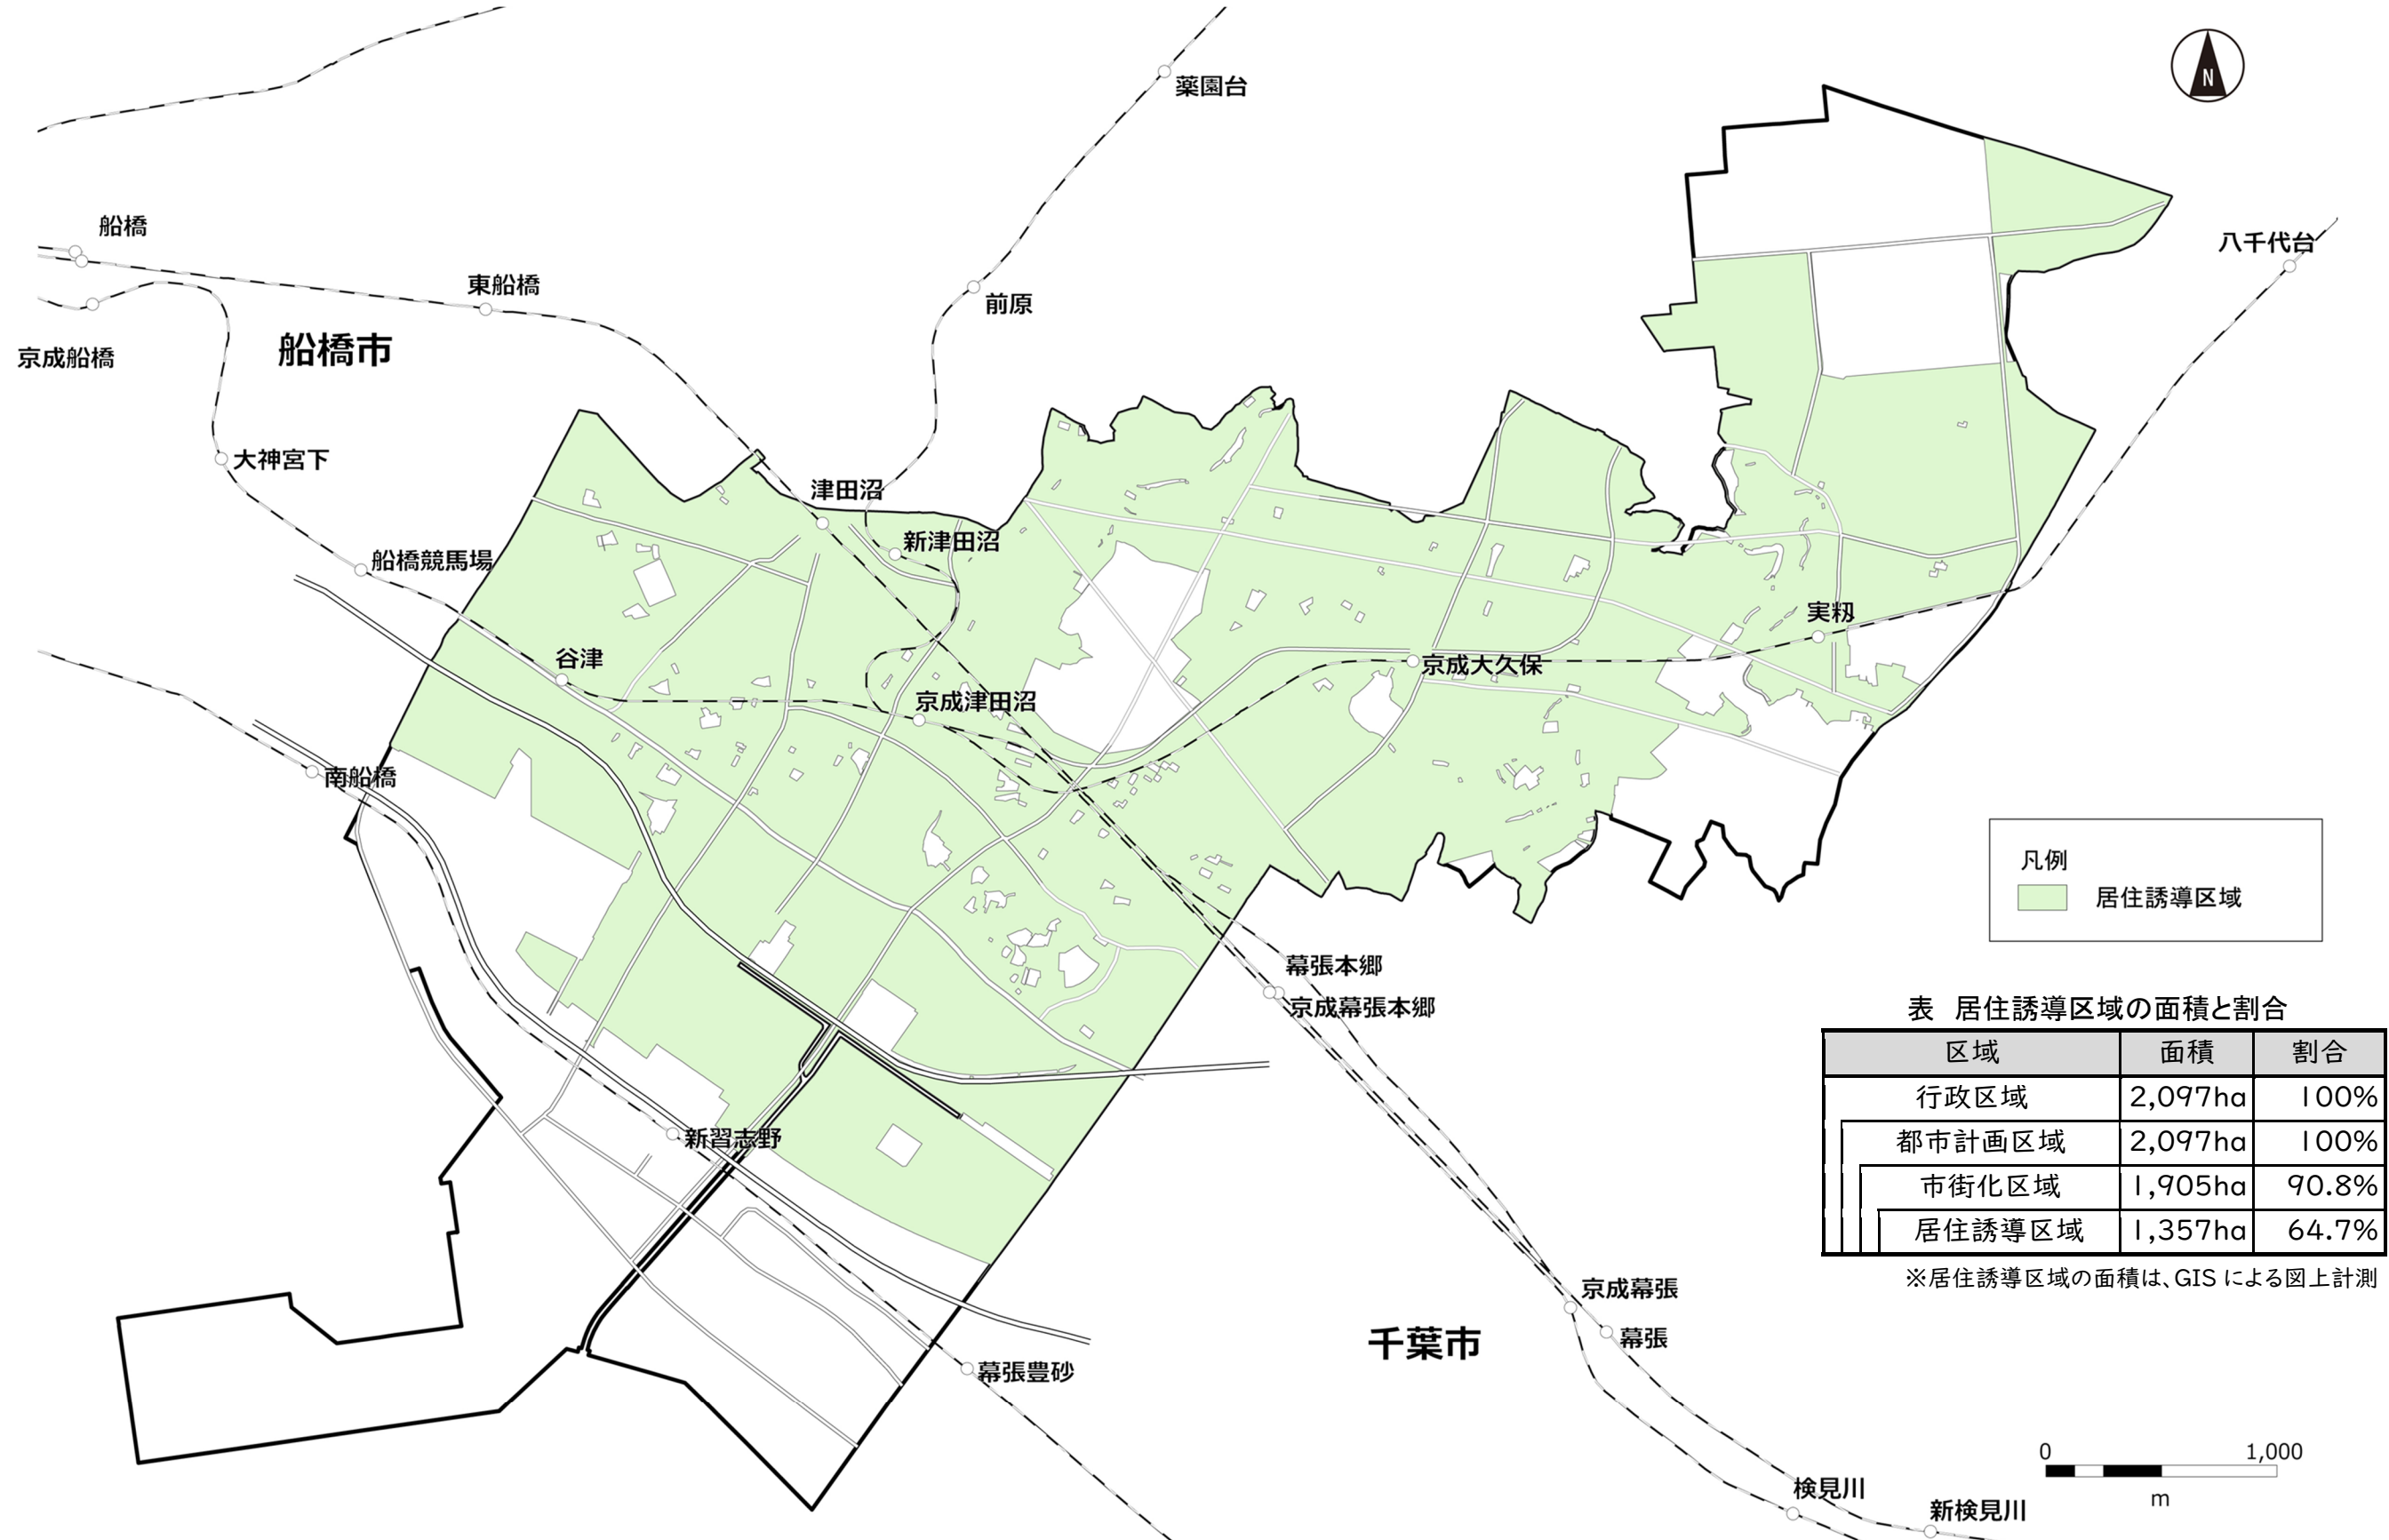 N
薬園台
船橋
八千代台
東船橋
前原
船橋市
京成船橋
大神宮下
津田沼
新津田沼
船橋競馬場
実籾
谷津
京成大久保
京成津田沼
南船橋
凡例
居住誘導区域
幕張本郷
京成幕張本郷
表 居住誘導区域の面積と割合
区域 面積 割合
行政区域 2,097ha 100%
都市計画区域 2,097ha 100%
市街化区域 1,905ha 90.8%
居住誘導区域 1,357ha 64.7%
※居住誘導区域の面積は、GISによる図上計測
新習志野
京成幕張
幕張
千葉市
幕張豊砂
0 1,000
m
検見川
新検見川